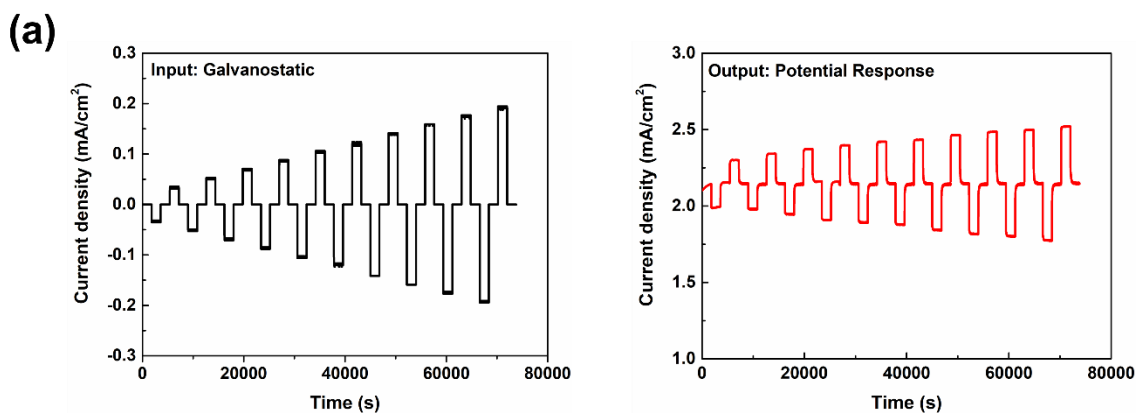 (a)
Input: Galvanostatic
Current density (mA/cm²)
0.3
0.2
0.1
0.0
-0.1
-0.2
-0.3
0 20000 40000 60000 80000
Time (s)
Output: Potential Response
Current density (mA/cm²)
3.0
2.5
2.0
1.5
1.0
0 20000 40000 60000 80000
Time (s)